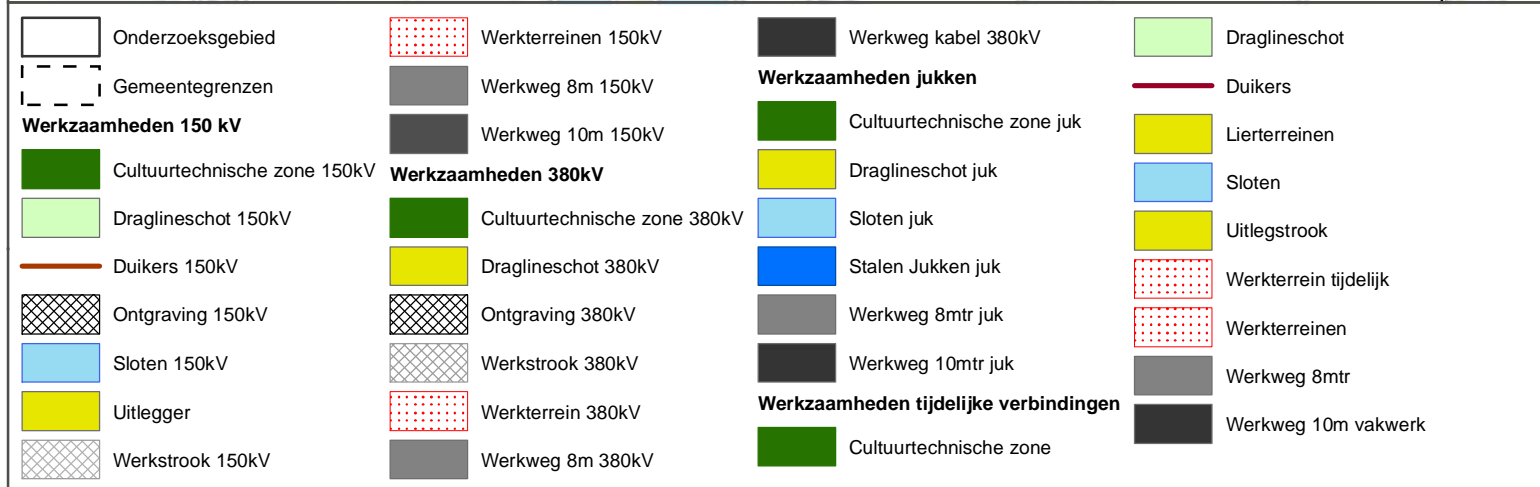 Onderzoeksgebied
Gemeentegrenzen
Werkzaamheden 150 kV
Cultuurtechnische zone 150kV
Draglineschot 150kV
Duikers 150kV
Ontgraving 150kV
Sloten 150kV
Uitlegger
Werkstrook 150kV
Werkterreinen 150kV
Werkweg 8m 150kV
Werkweg 10m 150kV
Werkzaamheden 380kV
Cultuurtechnische zone 380kV
Draglineschot 380kV
Ontgraving 380kV
Werkstrook 380kV
Werkterrein 380kV
Werkweg 8m 380kV
Werkweg kabel 380kV
Werkzaamheden jukken
Cultuurtechnische zone juk
Draglineschot juk
Sloten juk
Stalen Jukken juk
Werkweg 8mtr juk
Werkweg 10mtr juk
Werkzaamheden tijdelijke verbindingen
Cultuurtechnische zone
Draglineschot
Duikers
Lierterreinen
Sloten
Uitlegstrook
Werkterrein tijdelijk
Werkterreinen
Werkweg 8mtr
Werkweg 10m vakwerk